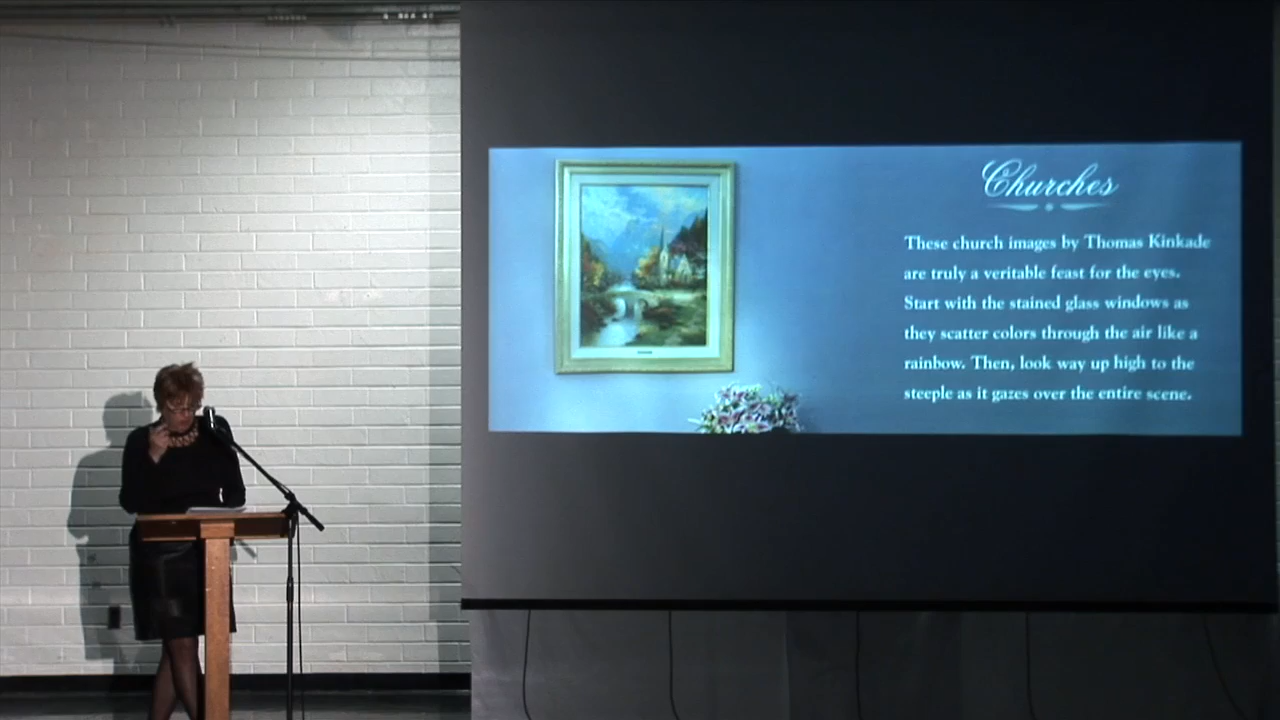 Churches
These church images by Thomas Kinkade
are truly a veritable feast for the eyes.
Start with the stained glass windows as
they scatter colors through the air like a
rainbow. Then, look way up high to the
steeple as it gazes over the entire scene.